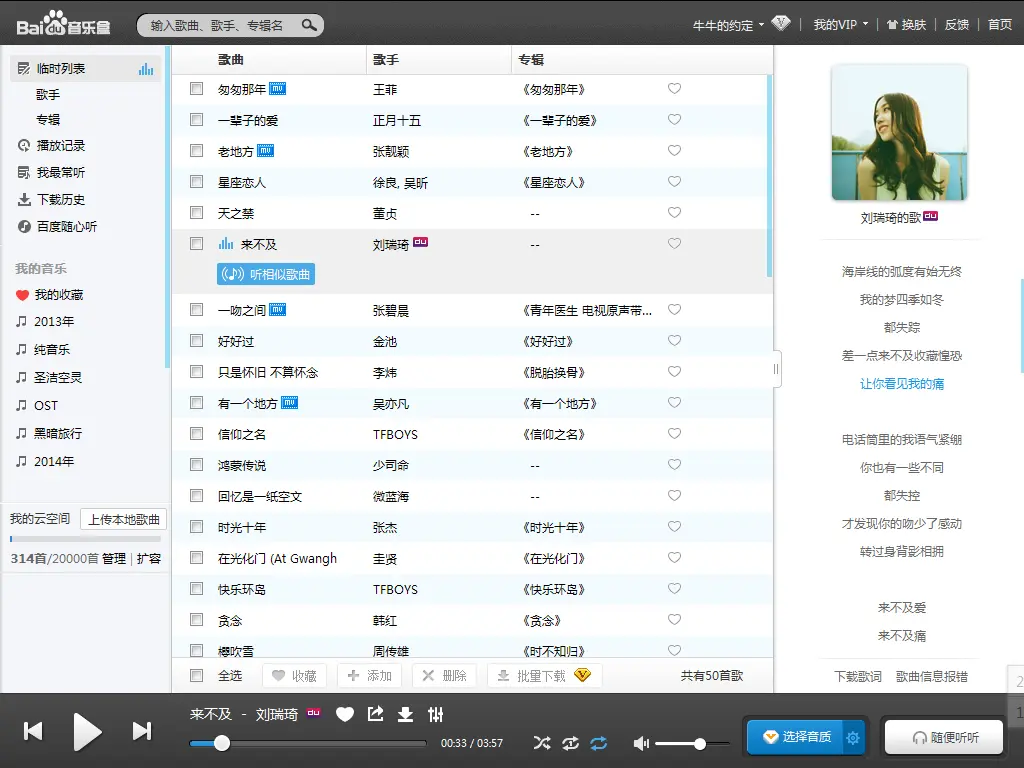 Bai du 音乐盒
输入歌曲、歌手、专辑名
牛牛的约定
我的VIP
换肤
反馈
首页
临时列表
歌手
专辑
播放记录
我最常听
下载历史
百度随心听
我的音乐
我的收藏
2013年
纯音乐
圣洁空灵
OST
黑暗旅行
2014年
我的云空间 上传本地歌曲
314首/20000首 管理 | 扩容
歌曲 歌手 专辑
匆匆那年 mv 王菲 《匆匆那年》
一辈子的爱 正月十五 《一辈子的爱》
老地方 mv 张靓颖 《老地方》
星座恋人 徐良, 吴昕 《星座恋人》
天之禁 董贞 --
来不及 刘瑞琦 du --
听相似歌曲
一吻之间 mv 张碧晨 《青年医生 电视原声带...
好好过 金池 《好好过》
只是怀旧 不算怀念 李炜 《脱胎换骨》
有一个地方 mv 吴亦凡 《有一个地方》
信仰之名 TFBOYS 《信仰之名》
鸿蒙传说 少司命 --
回忆是一纸空文 微蓝海 --
时光十年 张杰 《时光十年》
在光化门 (At Gwangh 圭贤 《在光化门》
快乐环岛 TFBOYS 《快乐环岛》
贪念 韩红 《贪念》
樱吹雪 周传雄 《时不知归》
全选 收藏 添加 删除 批量下载 共有50首歌
刘瑞琦的歌 du
海岸线的弧度有始无终
我的梦四季如冬
都失踪
差一点来不及收藏惶恐
让你看见我的痛
电话筒里的我语气紧绷
你也有一些不同
都失控
才发现你的吻少了感动
转过身背影相拥
来不及爱
来不及痛
下载歌词 歌曲信息报错
2
1
来不及 - 刘瑞琦 du
00:33 / 03:57
选择音质
随便听听